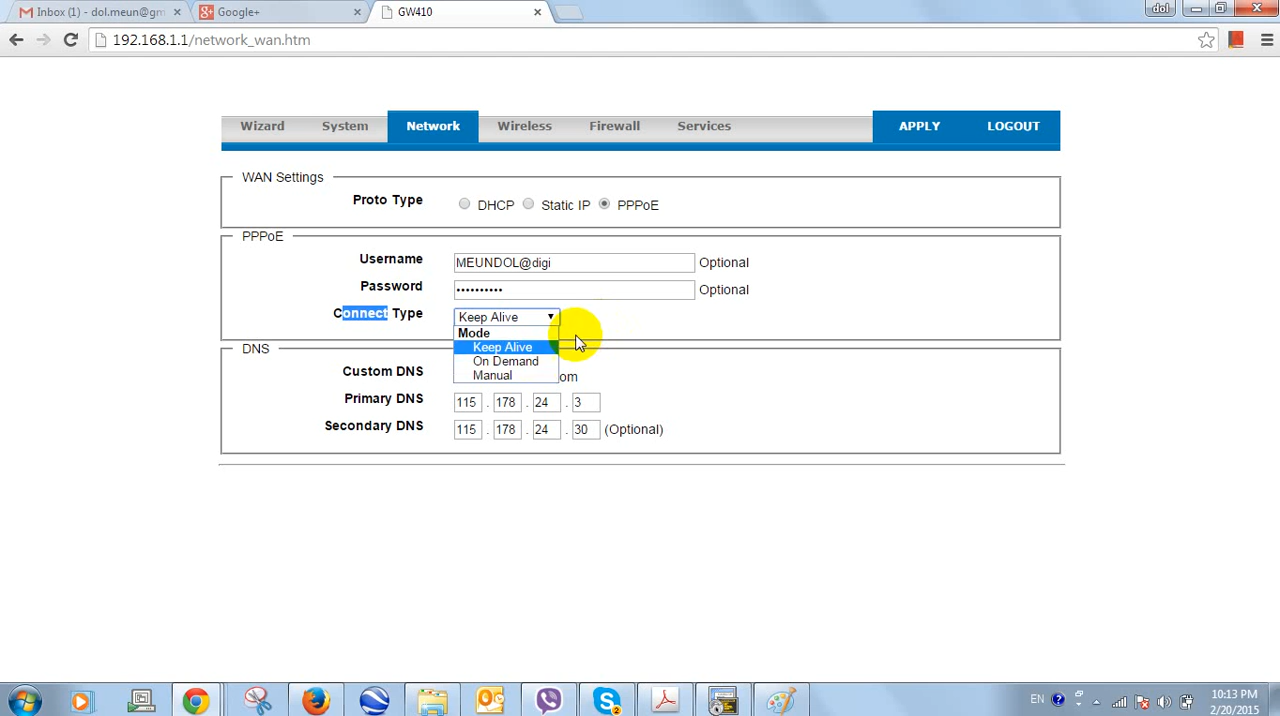 Inbox (1) - dol.meun@gm
Google+
GW410
dol
192.168.1.1/network_wan.htm
Wizard System Network Wireless Firewall Services APPLY LOGOUT
WAN Settings
Proto Type DHCP Static IP PPPoE
PPPoE
Username MEUNDOL@digi Optional
Password •••••••••• Optional
Connect Type Keep Alive
Mode
Keep Alive
On Demand
Manual
DNS
Custom DNS om
Primary DNS 115 . 178 . 24 . 3
Secondary DNS 115 . 178 . 24 . 30 (Optional)
EN
10:13 PM
2/20/2015